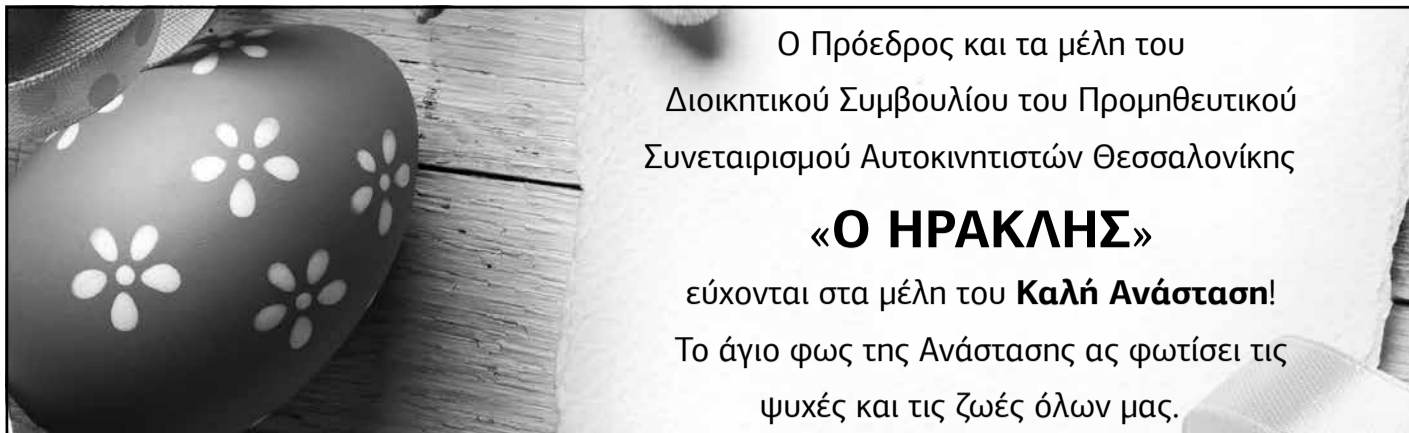 Ο Πρόεδρος και τα μέλη του
Διοικητικού Συμβουλίου του Προμηθευτικού
Συνεταιρισμού Αυτοκινητιστών Θεσσαλονίκης
«Ο ΗΡΑΚΛΗΣ»
εύχονται στα μέλη του Καλή Ανάσταση!
Το άγιο φως της Ανάστασης ας φωτίσει τις
ψυχές και τις ζωές όλων μας.